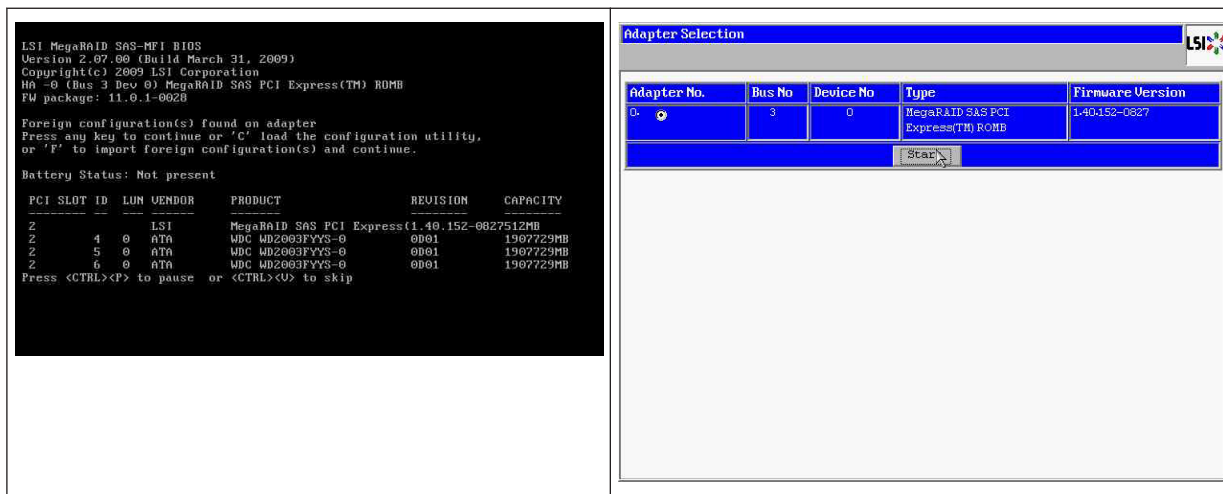 LSI MegaRAID SAS-MFI BIOS
Version 2.07.00 (Build March 31, 2009)
Copyright(c) 2009 LSI Corporation
HA -0 (Bus 3 Dev 0) MegaRAID SAS PCI Express(TM) ROMB
FW package: 11.0.1-0028
Foreign configuration(s) found on adapter
Press any key to continue or 'C' load the configuration utility,
or 'F' to import foreign configuration(s) and continue.
Battery Status: Not present
PCI SLOT ID LUN VENDOR PRODUCT REVISION CAPACITY
2 LSI MegaRAID SAS PCI Express(1.40.152-0827512MB
2 4 0 ATA WDC WD2003FYYS-0 0D01 1907729MB
2 5 0 ATA WDC WD2003FYYS-0 0D01 1907729MB
2 6 0 ATA WDC WD2003FYYS-0 0D01 1907729MB
Press <CTRL><P> to pause or <CTRL><V> to skip
Adapter Selection
LSI
Adapter No. Bus No Device No Type Firmware Version
0. 3 0 MegaRAID SAS PCI 1.40.152-0827
Express(TM) ROMB
Star